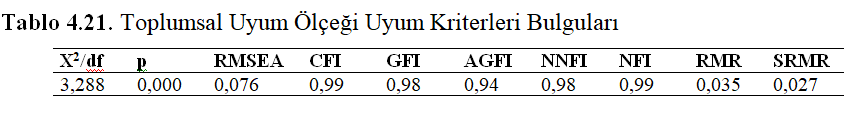 Tablo 4.21. Toplumsal Uyum Ölçeği Uyum Kriterleri Bulguları
X²/df p RMSEA CFI GFI AGFI NNFI NFI RMR SRMR
3,288 0,000 0,076 0,99 0,98 0,94 0,98 0,99 0,035 0,027